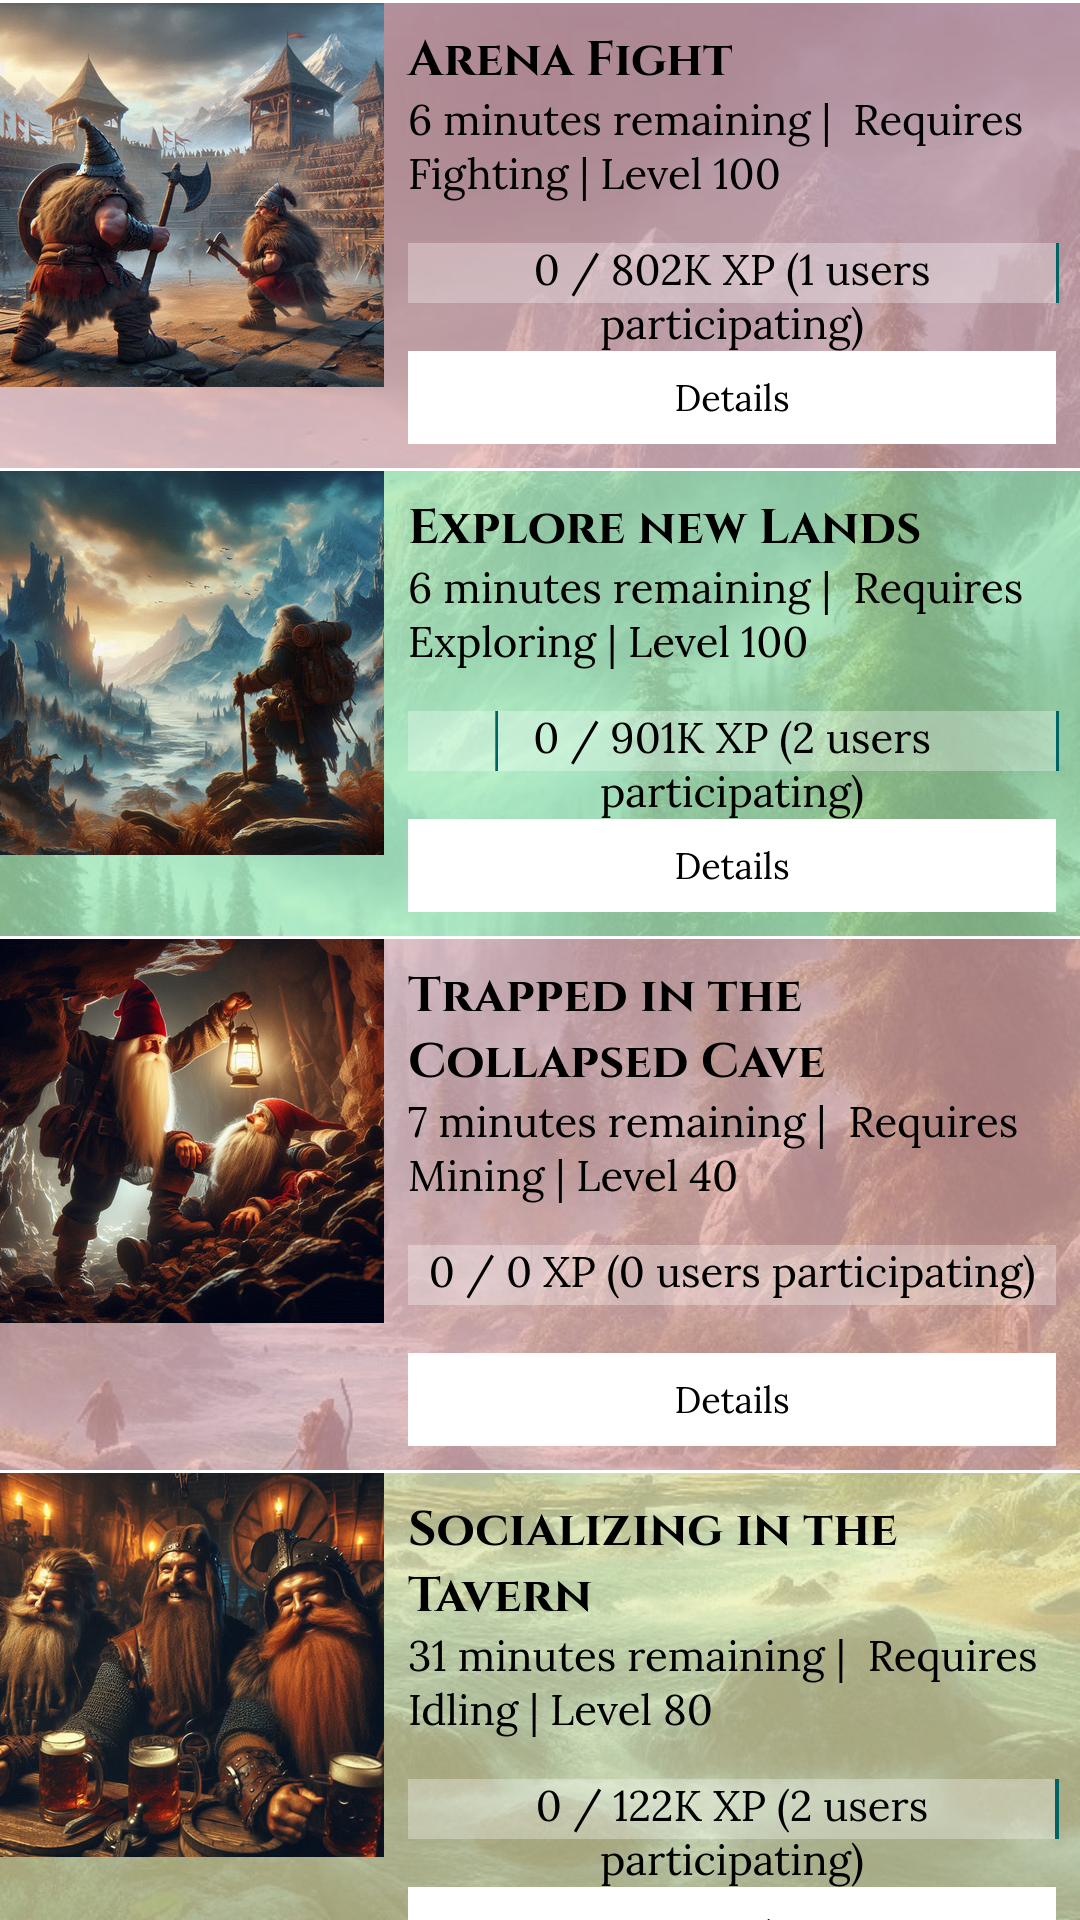 Arena Fight
6 minutes remaining | Requires
Fighting | Level 100
0 / 802K XP (1 users
participating)
Details
Explore new Lands
6 minutes remaining | Requires
Exploring | Level 100
0 / 901K XP (2 users
participating)
Details
Trapped in the
Collapsed Cave
7 minutes remaining | Requires
Mining | Level 40
0 / 0 XP (0 users participating)
Details
Socializing in the
Tavern
31 minutes remaining | Requires
Idling | Level 80
0 / 122K XP (2 users
participating)